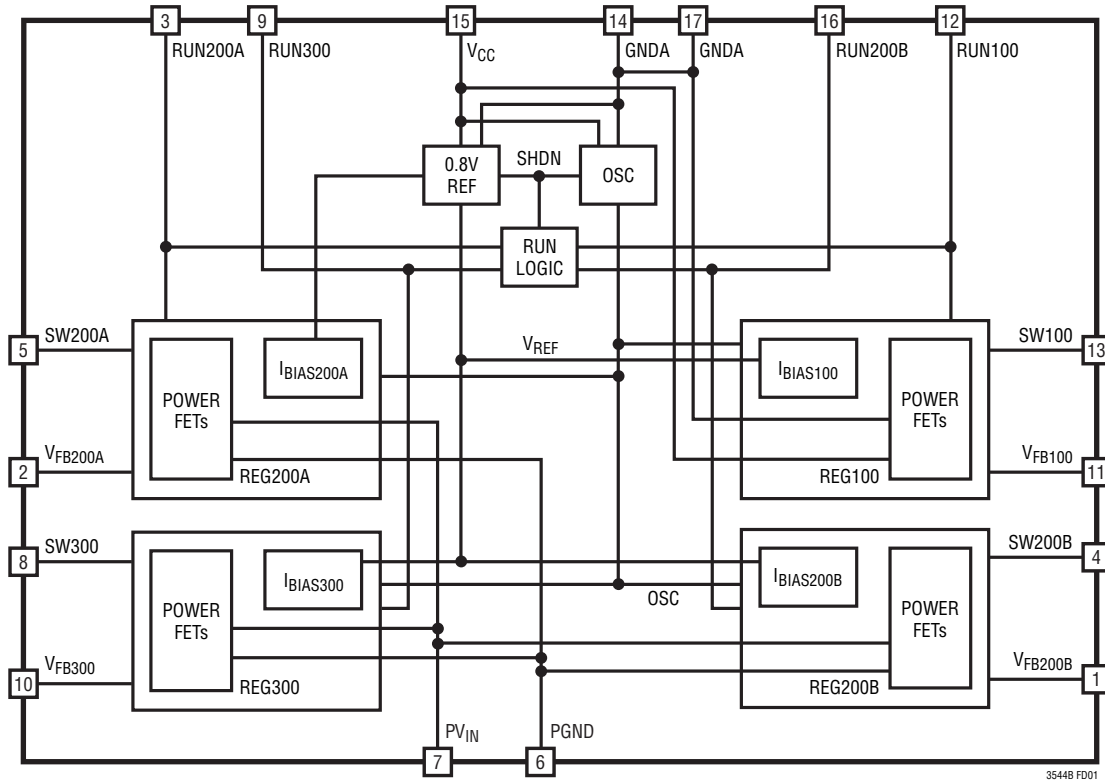 3 9 15 14 17 16 12
RUN200A RUN300 VCC GNDA GNDA RUN200B RUN100
0.8V
REF
SHDN
OSC
RUN
LOGIC
5 SW200A
IBIAS200A
POWER
FETs
2 VFB200A
REG200A
VREF
IBIAS100
POWER
FETs
SW100 13
VFB100 11
REG100
8 SW300
IBIAS300
POWER
FETs
10 VFB300
REG300
OSC
IBIAS200B
POWER
FETs
SW200B 4
VFB200B 1
REG200B
PVIN PGND
7 6
3544B FD01